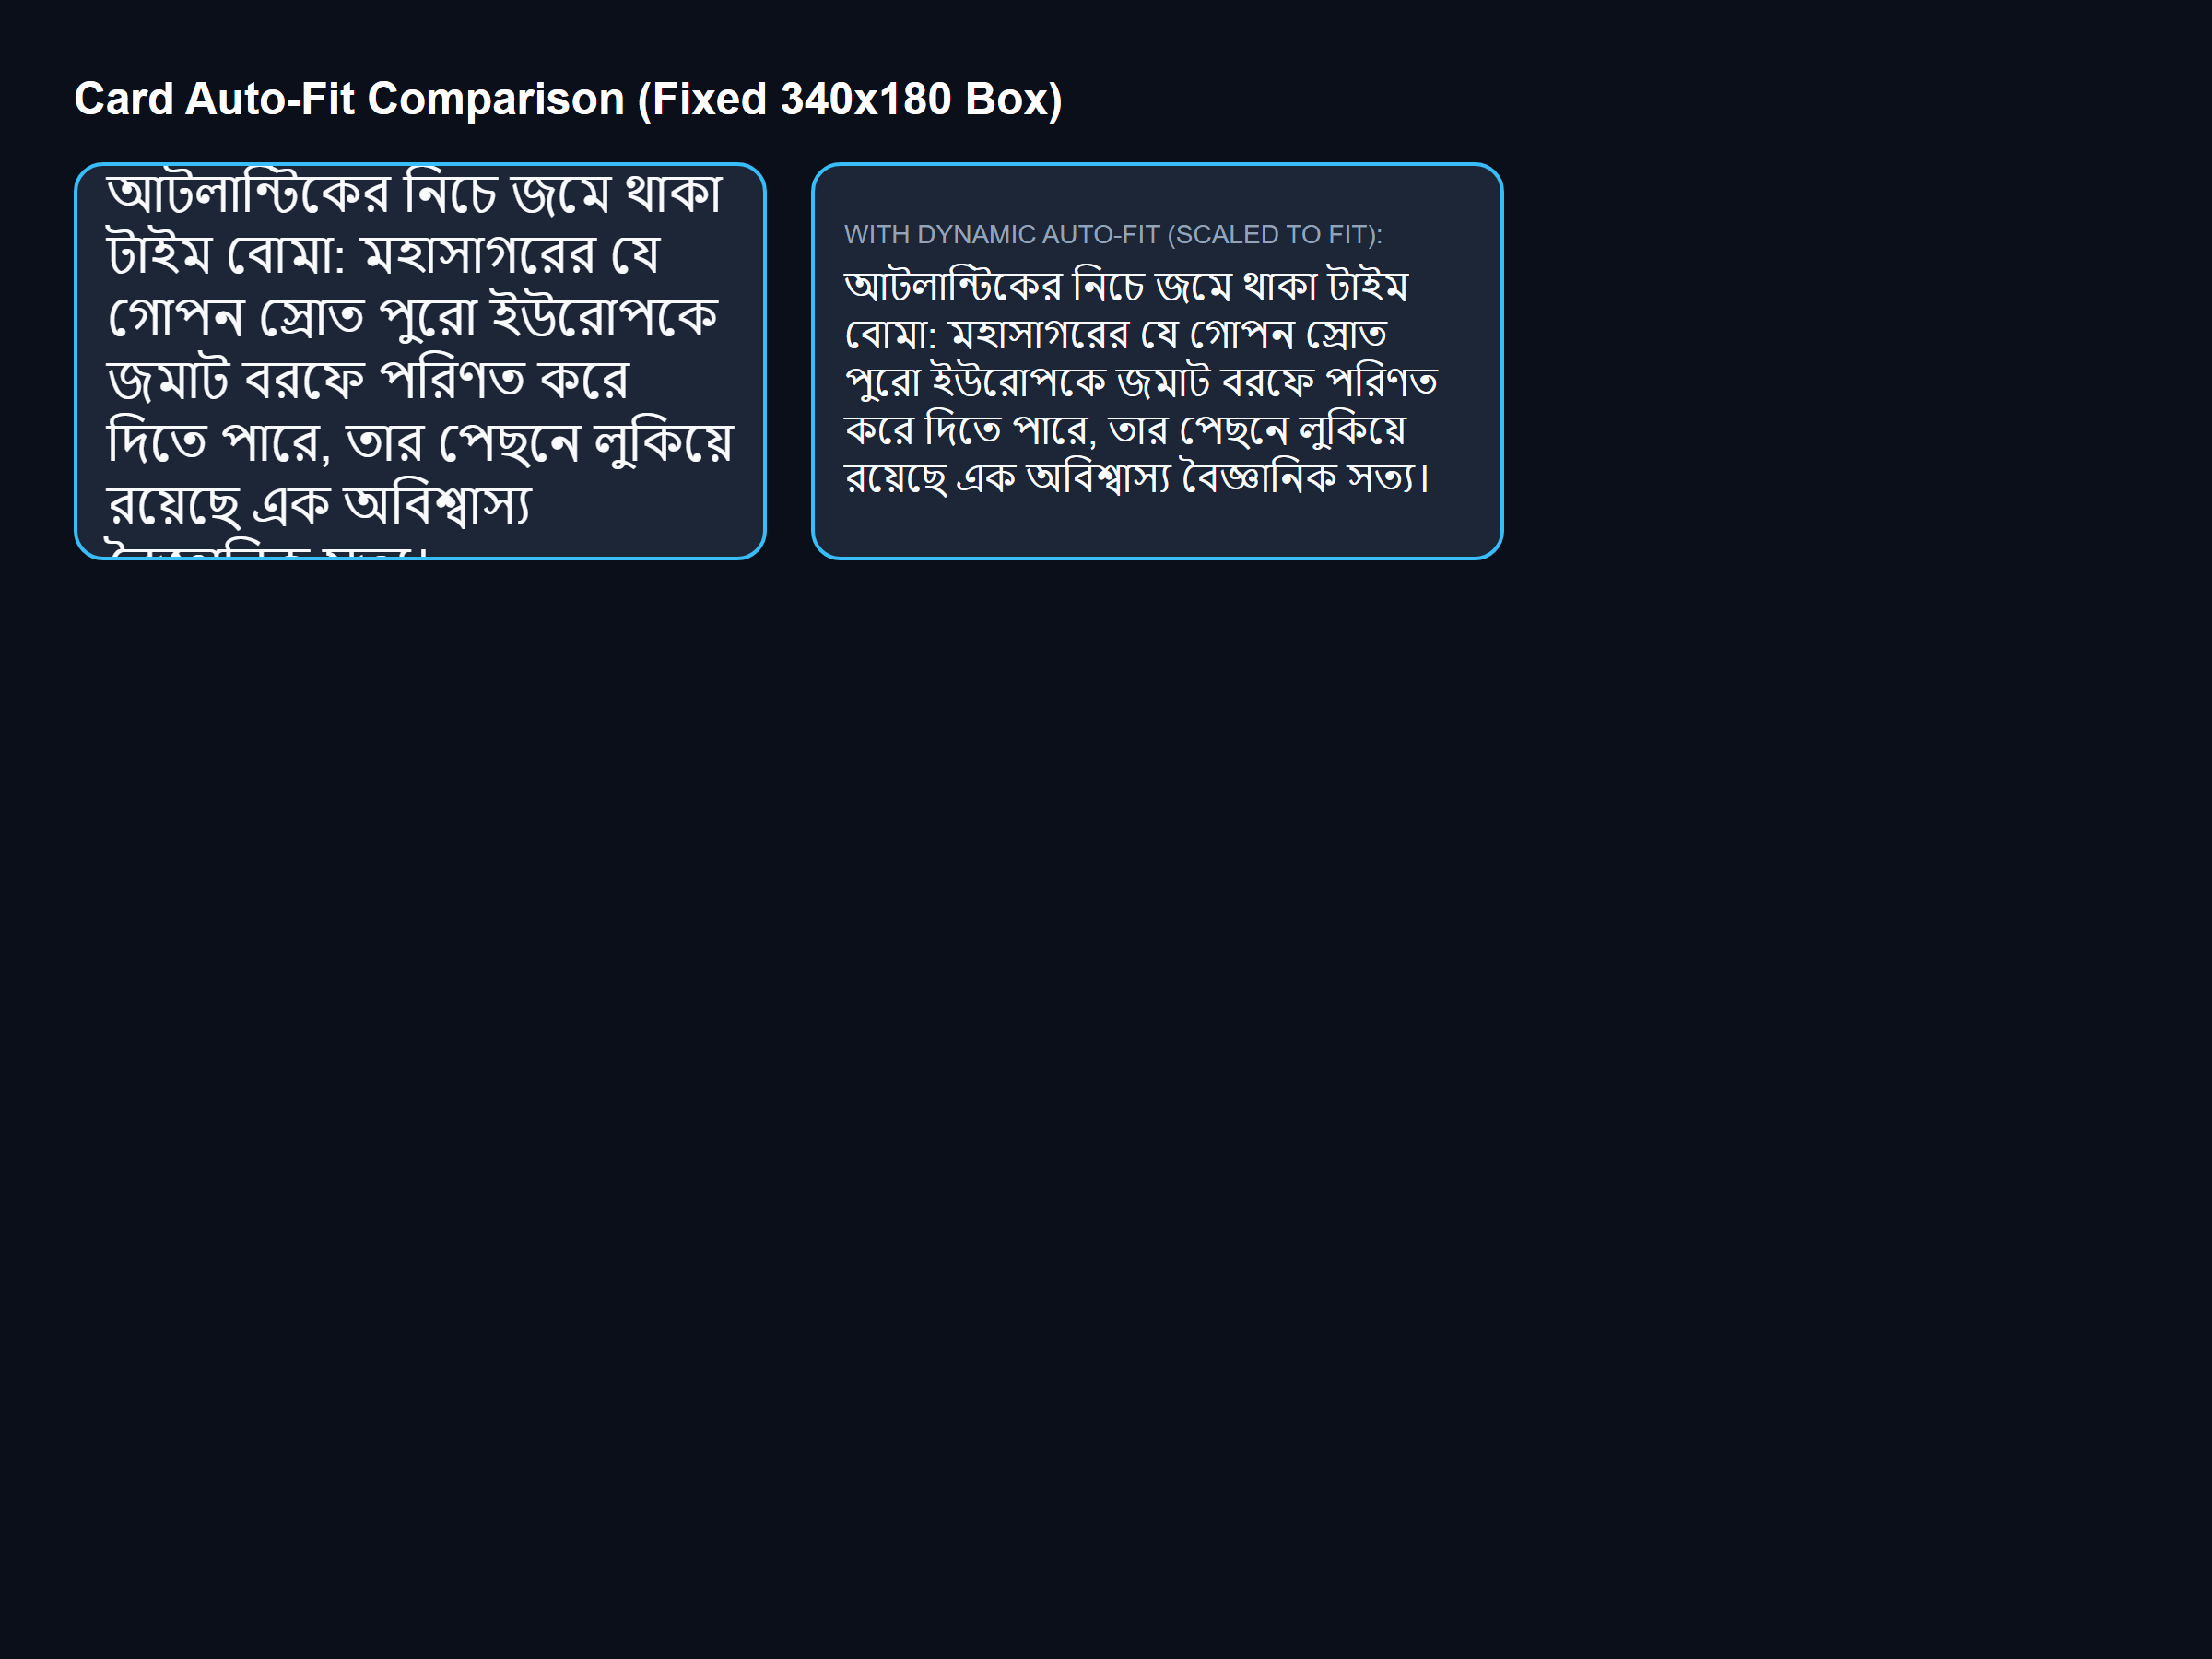 Card Auto-Fit Comparison (Fixed 340x180 Box)
আটলান্টিকের নিচে জমে থাকা
টাইম বোমা: মহাসাগরের যে
গোপন স্রোত পুরো ইউরোপকে
জমাট বরফে পরিণত করে
দিতে পারে, তার পেছনে লুকিয়ে
রয়েছে এক অবিশ্বাস্য
WITH DYNAMIC AUTO-FIT (SCALED TO FIT):
আটলান্টিকের নিচে জমে থাকা টাইম
বোমা: মহাসাগরের যে গোপন স্রোত
পুরো ইউরোপকে জমাট বরফে পরিণত
করে দিতে পারে, তার পেছনে লুকিয়ে
রয়েছে এক অবিশ্বাস্য বৈজ্ঞানিক সত্য।